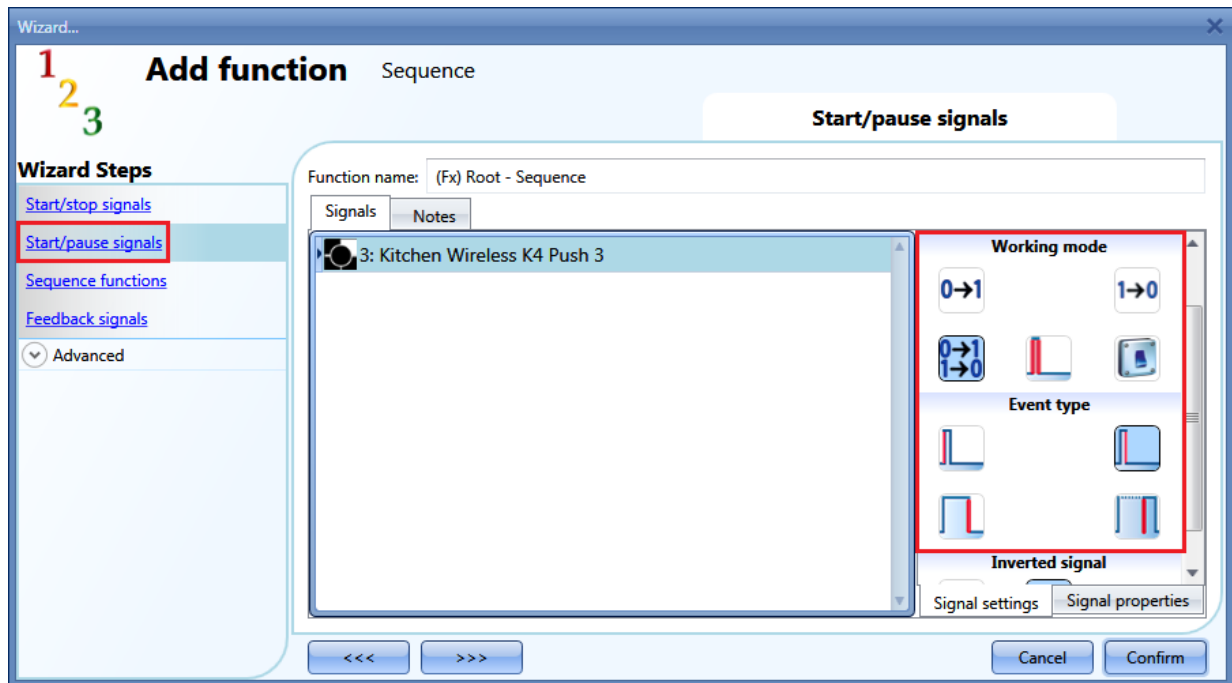 Wizard...
1 2 3
Add function Sequence
Start/pause signals
Wizard Steps
Start/stop signals
Start/pause signals
Sequence functions
Feedback signals
Advanced
Function name: (Fx) Root - Sequence
Signals Notes
3: Kitchen Wireless K4 Push 3
Working mode
0→1 1→0
0→1
1→0
Event type
Inverted signal
Signal settings Signal properties
<<< >>> Cancel Confirm